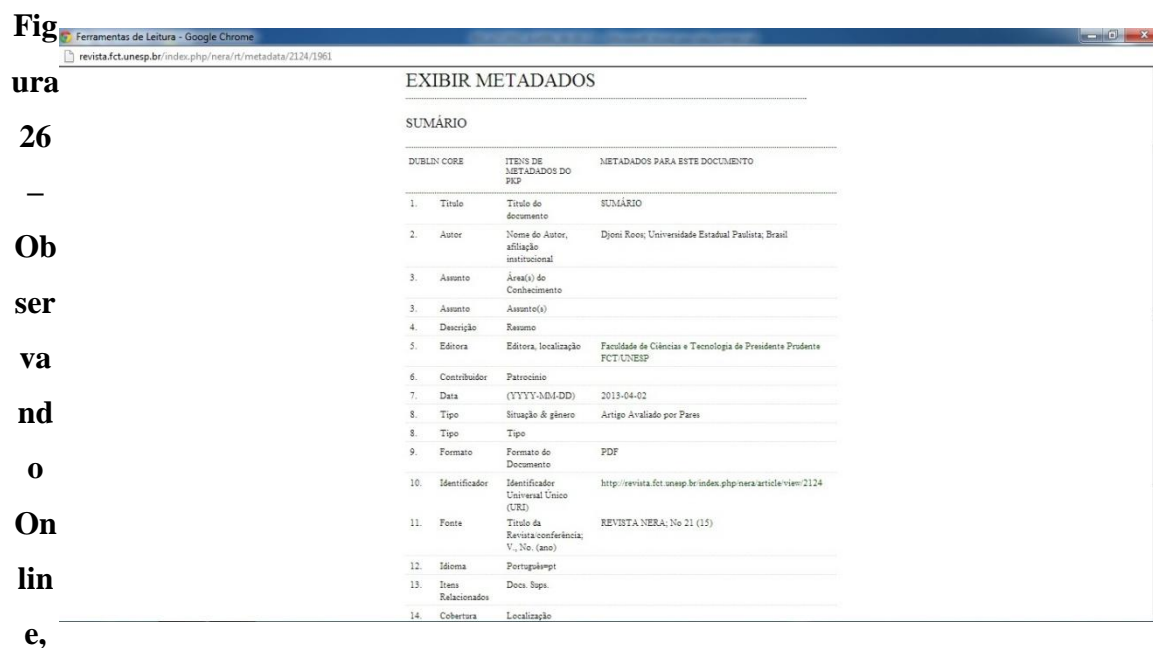 Fig
ura
26
–
Ob
ser
va
nd
o
On
lin
e,
Ferramentas de Leitura - Google Chrome
revista.fct.unesp.br/index.php/nera/rt/metadata/2124/1961
EXIBIR METADADOS
SUMÁRIO
DUBLIN CORE ITENS DE METADADOS PARA ESTE DOCUMENTO
METADADOS DO
PKP
1. Título Título do SUMÁRIO
documento
2. Autor Nome do Autor, Djoni Roos; Universidade Estadual Paulista; Brasil
afiliação
institucional
3. Assunto Área(s) do
Conhecimento
3. Assunto Assunto(s)
4. Descrição Resumo
5. Editora Editora, localização Faculdade de Ciências e Tecnologia de Presidente Prudente
FCT/UNESP
6. Contribuidor Patrocínio
7. Data (YYYY-MM-DD) 2013-04-02
8. Tipo Situação & gênero Artigo Avaliado por Pares
8. Tipo Tipo
9. Formato Formato do PDF
Documento
10. Identificador Identificador http://revista.fct.unesp.br/index.php/nera/article/view/2124
Universal Único
(URI)
11. Fonte Título da REVISTA NERA; No 21 (15)
Revista/conferência;
V., No. (ano)
12. Idioma Português=pt
13. Itens Docs. Sups.
Relacionados
14. Cobertura Localização